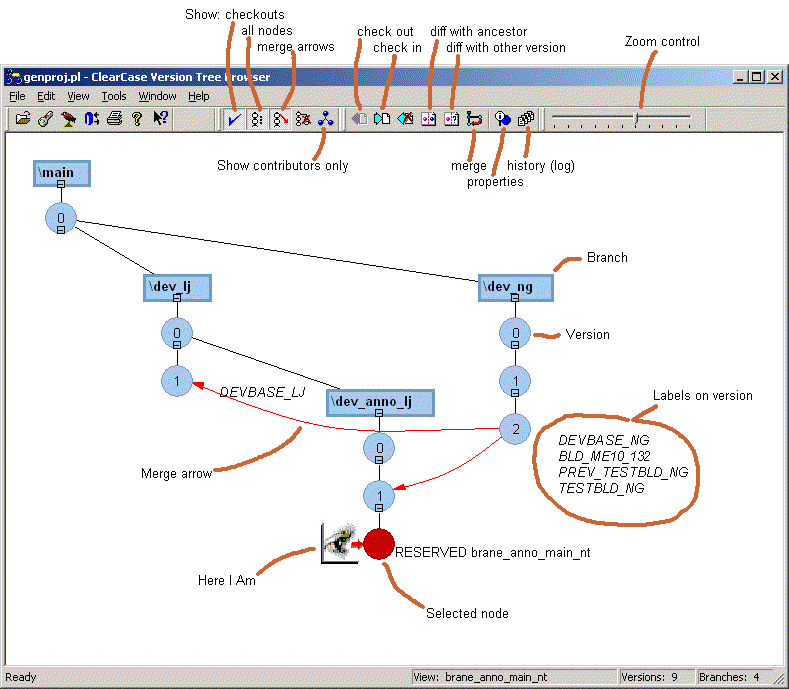 Show: checkouts
all nodes
merge arrows
check out
check in
diff with ancestor
diff with other version
Zoom control
genproj.pl - ClearCase Version Tree Browser
File Edit View Tools Window Help
Show contributors only
merge
history (log)
properties
\main
0
Branch
\dev_lj
\dev_ng
0
0
Version
1
DEVBASE_LJ
1
\dev_anno_lj
Labels on version
2
DEVBASE_NG
0
BLD_ME10_132
Merge arrow
PREV_TESTBLD_NG
TESTBLD_NG
1
RESERVED brane_anno_main_nt
Here I Am
Selected node
Ready
View: brane_anno_main_nt
Versions: 9
Branches: 4